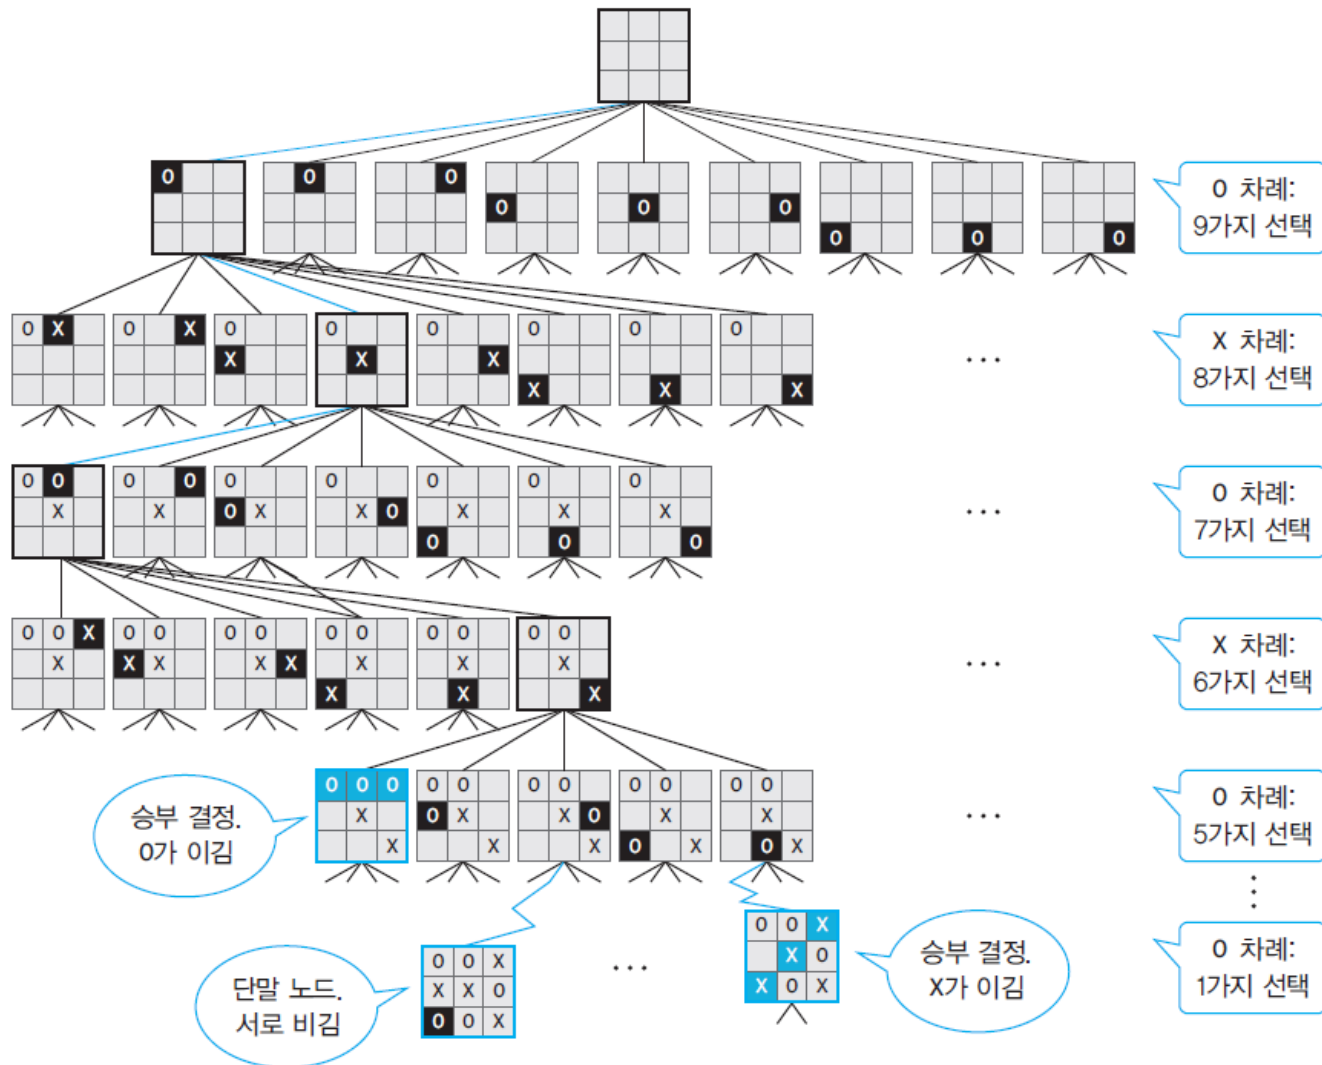 O
O
O
O
O
O
O
O
O
O 차례:
9가지 선택
O X
O X
O
X
O
X
O
X
O
X
O
X
O
X
...
X 차례:
8가지 선택
O O
X
O O
X
O
O X
O
X O
O
X
O
O
X
O
O
X
O
...
O 차례:
7가지 선택
O O X
X
O O
X X
O O
X X
O O
X
X
O O
X
X
O O
X
X
...
X 차례:
6가지 선택
승부 결정.
O가 이김
O O O
X
X
O O
O X
X
O O
X O
X
O O
X
O X
O O
X
O X
...
O 차례:
5가지 선택
단말 노드.
서로 비김
O O X
X X O
O O X
...
O O X
X O
X O X
승부 결정.
X가 이김
O 차례:
1가지 선택